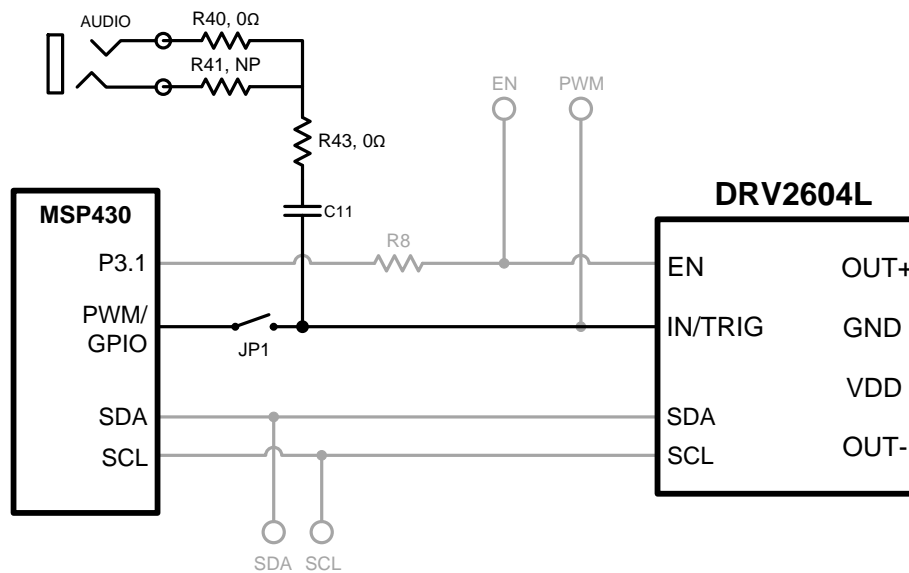 AUDIO
R40, 0Ω
R41, NP
R43, 0Ω
C11
EN
PWM
MSP430
DRV2604L
P3.1
R8
EN
OUT+
PWM/
GPIO
JP1
IN/TRIG
GND
VDD
SDA
SDA
OUT-
SCL
SCL
SDA
SCL